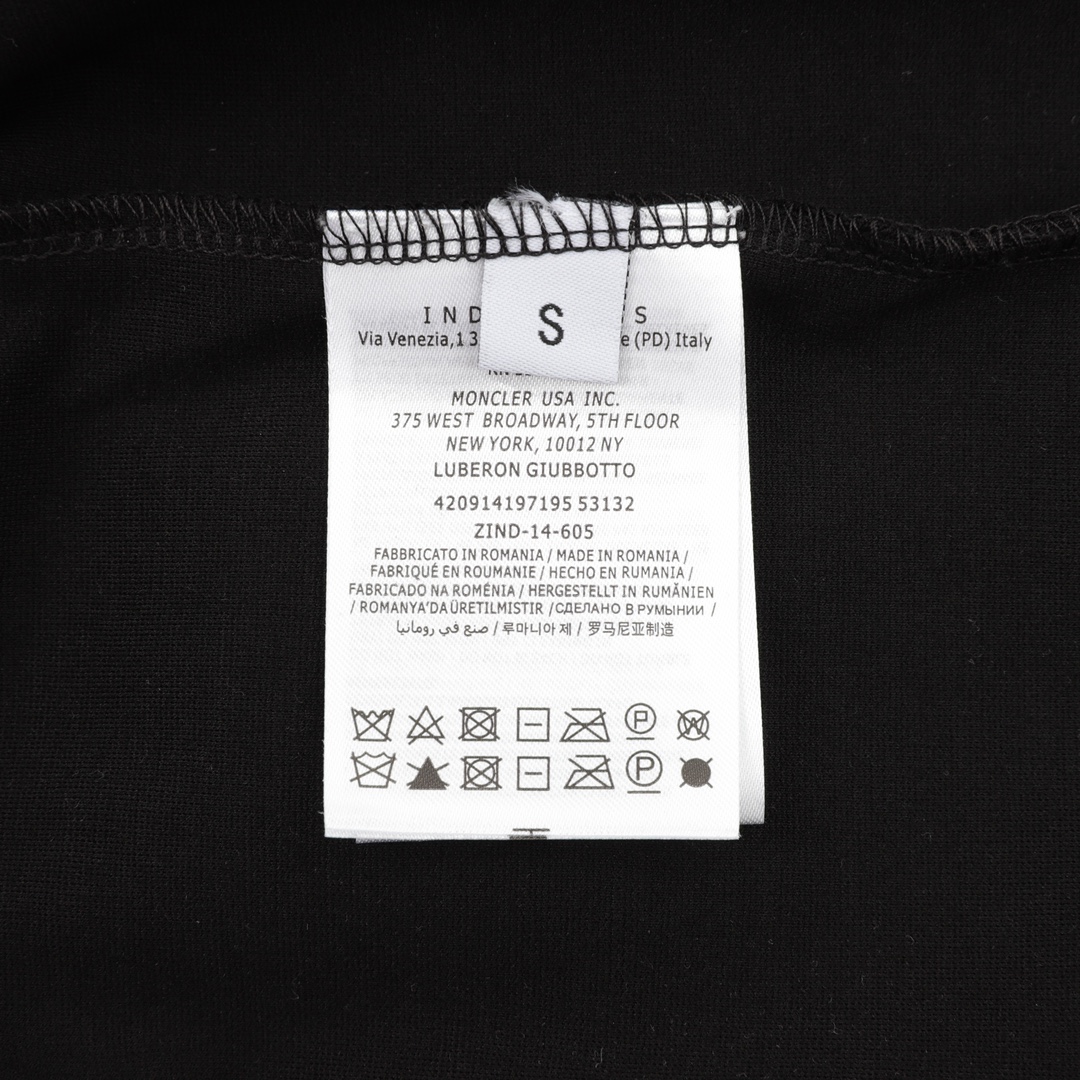 S
Via Venezia,1 (PD) Italy
MONCLER USA INC.
375 WEST BROADWAY, 5TH FLOOR
NEW YORK, 10012 NY
LUBERON GIUBBOTTO
420914197195 53132
ZIND-14-605
FABBRICATO IN ROMANIA / MADE IN ROMANIA /
FABRIQUÉ EN ROUMANIE / HECHO EN RUMANIA /
FABRICADO NA ROMÉNIA / HERGESTELLT IN RUMÄNIEN
/ ROMANYA'DA ÜRETILMISTIR /СДЕЛАНО В РУМЫНИИ /
صنع في رومانيا / 루마니아 제 / 罗马尼亚制造
P W
P